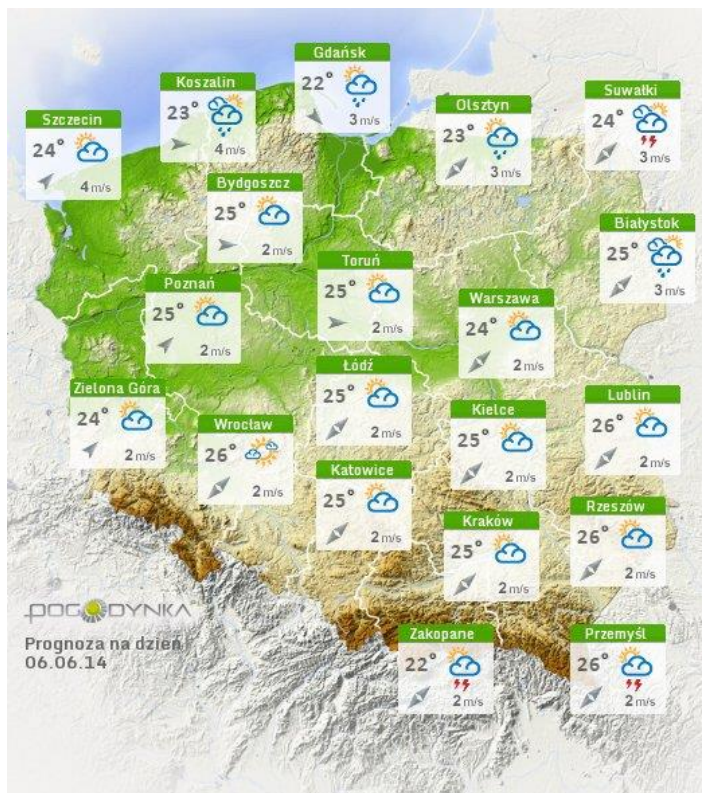 Gdańsk
22°
3 m/s
Koszalin
23°
4 m/s
Suwałki
24°
3 m/s
Olsztyn
23°
3 m/s
Szczecin
24°
4 m/s
Bydgoszcz
25°
2 m/s
Białystok
25°
3 m/s
Toruń
25°
2 m/s
Poznań
25°
2 m/s
Warszawa
24°
2 m/s
Łódź
25°
2 m/s
Zielona Góra
24°
2 m/s
Lublin
26°
2 m/s
Kielce
25°
2 m/s
Wrocław
26°
2 m/s
Katowice
25°
2 m/s
Rzeszów
26°
2 m/s
Kraków
25°
2 m/s
POGODYNKA
Prognoza na dzień
06.06.14
Zakopane
22°
2 m/s
Przemyśl
26°
2 m/s